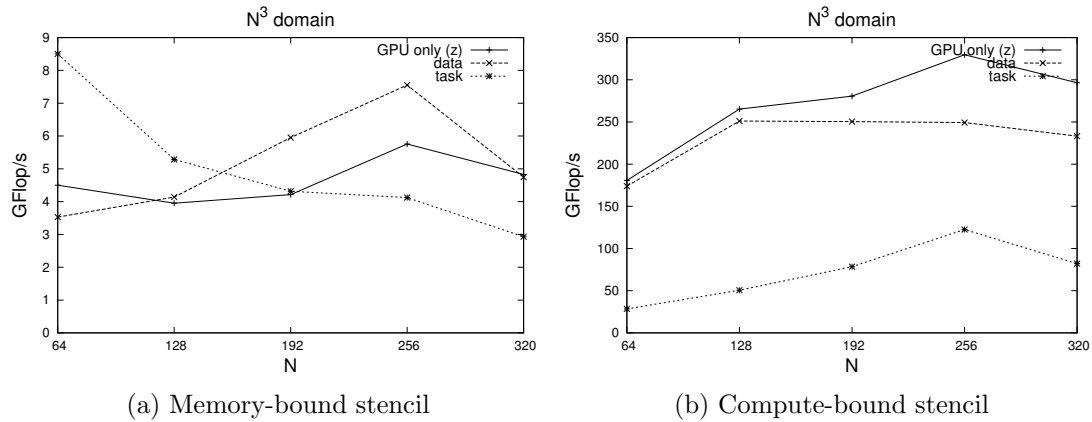 N³ domain
9
8
7
6
5
4
3
2
1
0
GFlop/s
GPU only (z)
data
task
64
128
192
256
320
N
(a) Memory-bound stencil
N³ domain
350
300
250
200
150
100
50
0
GFlop/s
GPU only (z)
data
task
64
128
192
256
320
N
(b) Compute-bound stencil